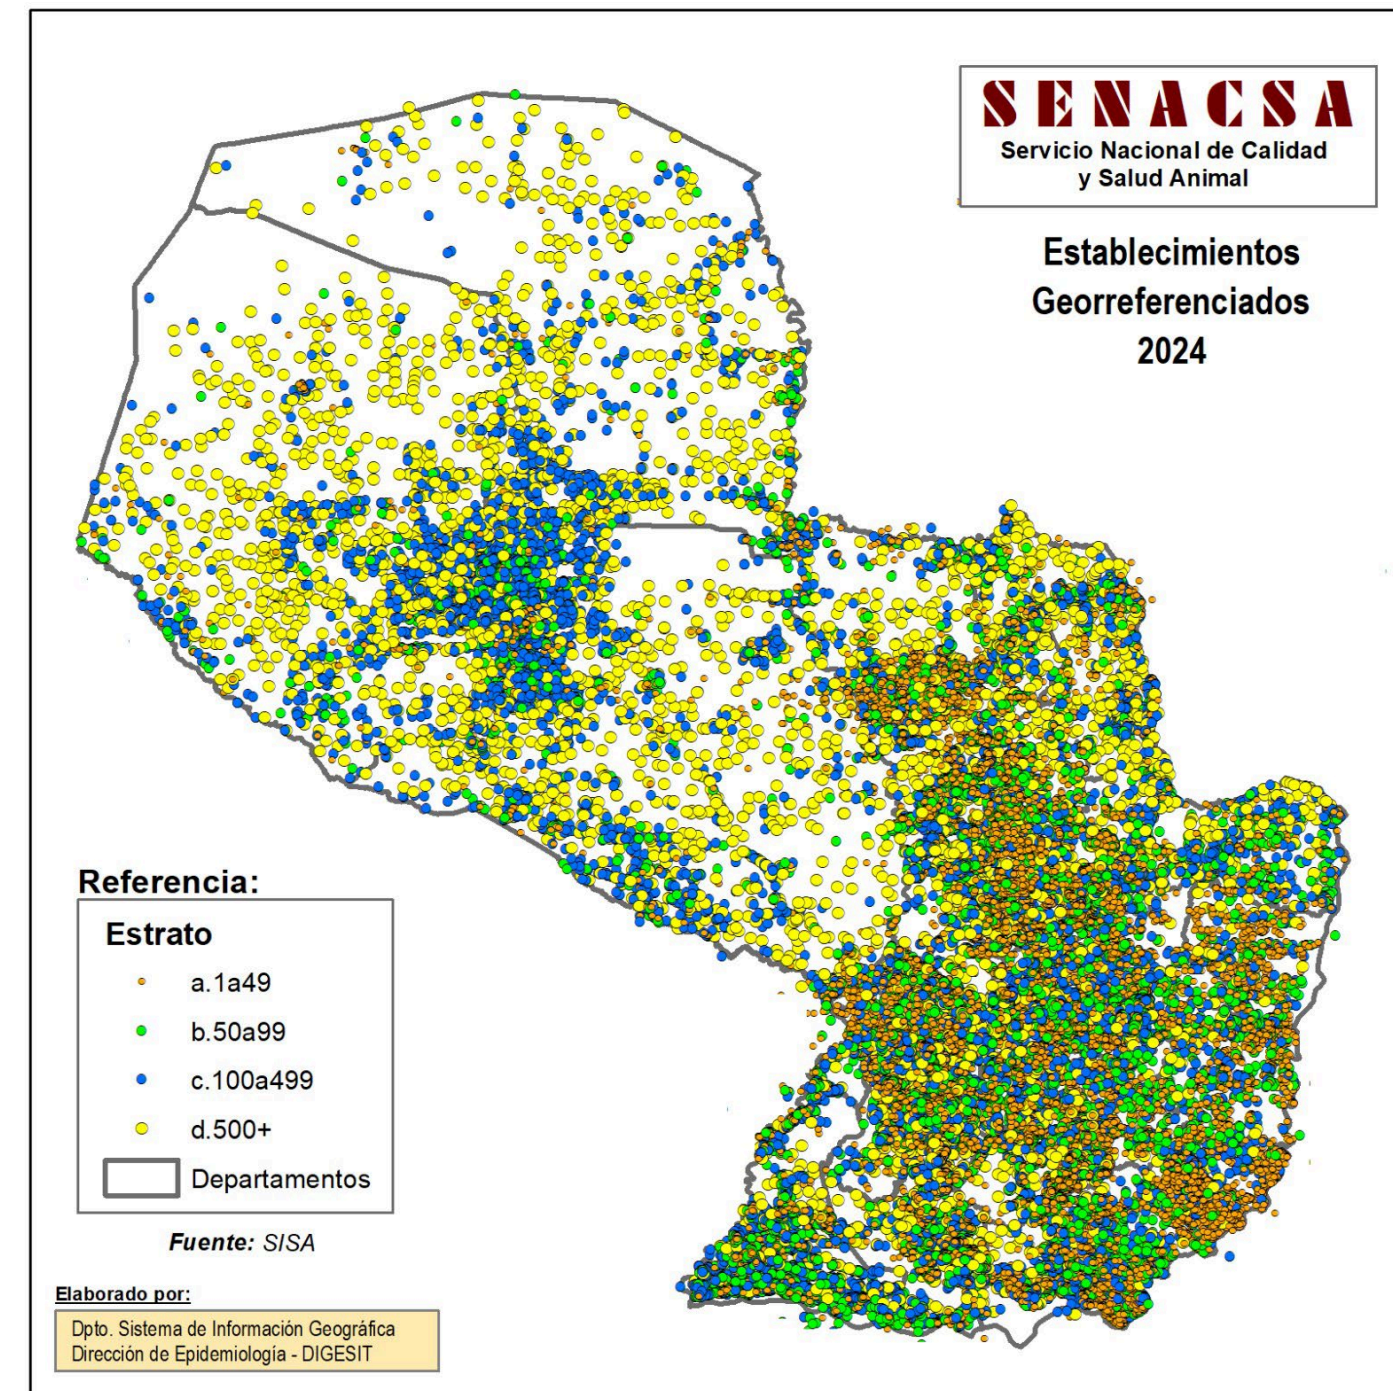 SENACSA
Servicio Nacional de Calidad
y Salud Animal
Establecimientos
Georreferenciados
2024
Referencia:
Estrato
a.1a49
b.50a99
c.100a499
d.500+
Departamentos
Fuente: SISA
Elaborado por:
Dpto. Sistema de Información Geográfica
Dirección de Epidemiología - DIGESIT